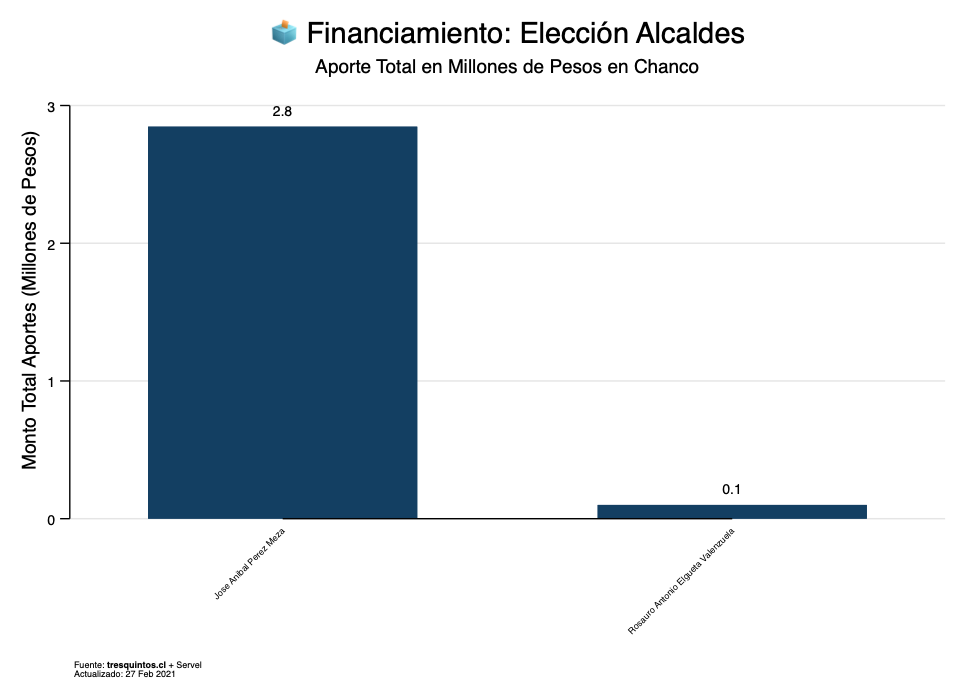 🗳️ Financiamiento: Elección Alcaldes
Aporte Total en Millones de Pesos en Chanco
Monto Total Aportes (Millones de Pesos)
3
2
1
0
2.8
0.1
Jose Anibal Perez Meza
Rosauro Antonio Elgueta Valenzuela
Fuente: tresquintos.cl + Servel
Actualizado: 27 Feb 2021